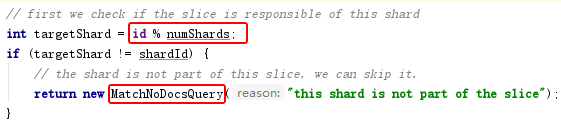 // first we check if the slice is responsible of this shard
int targetShard = id % numShards;
if (targetShard != shardId) {
// the shard is not part of this slice, we can skip it.
return new MatchNoDocsQuery( reason: "this shard is not part of the slice");
}